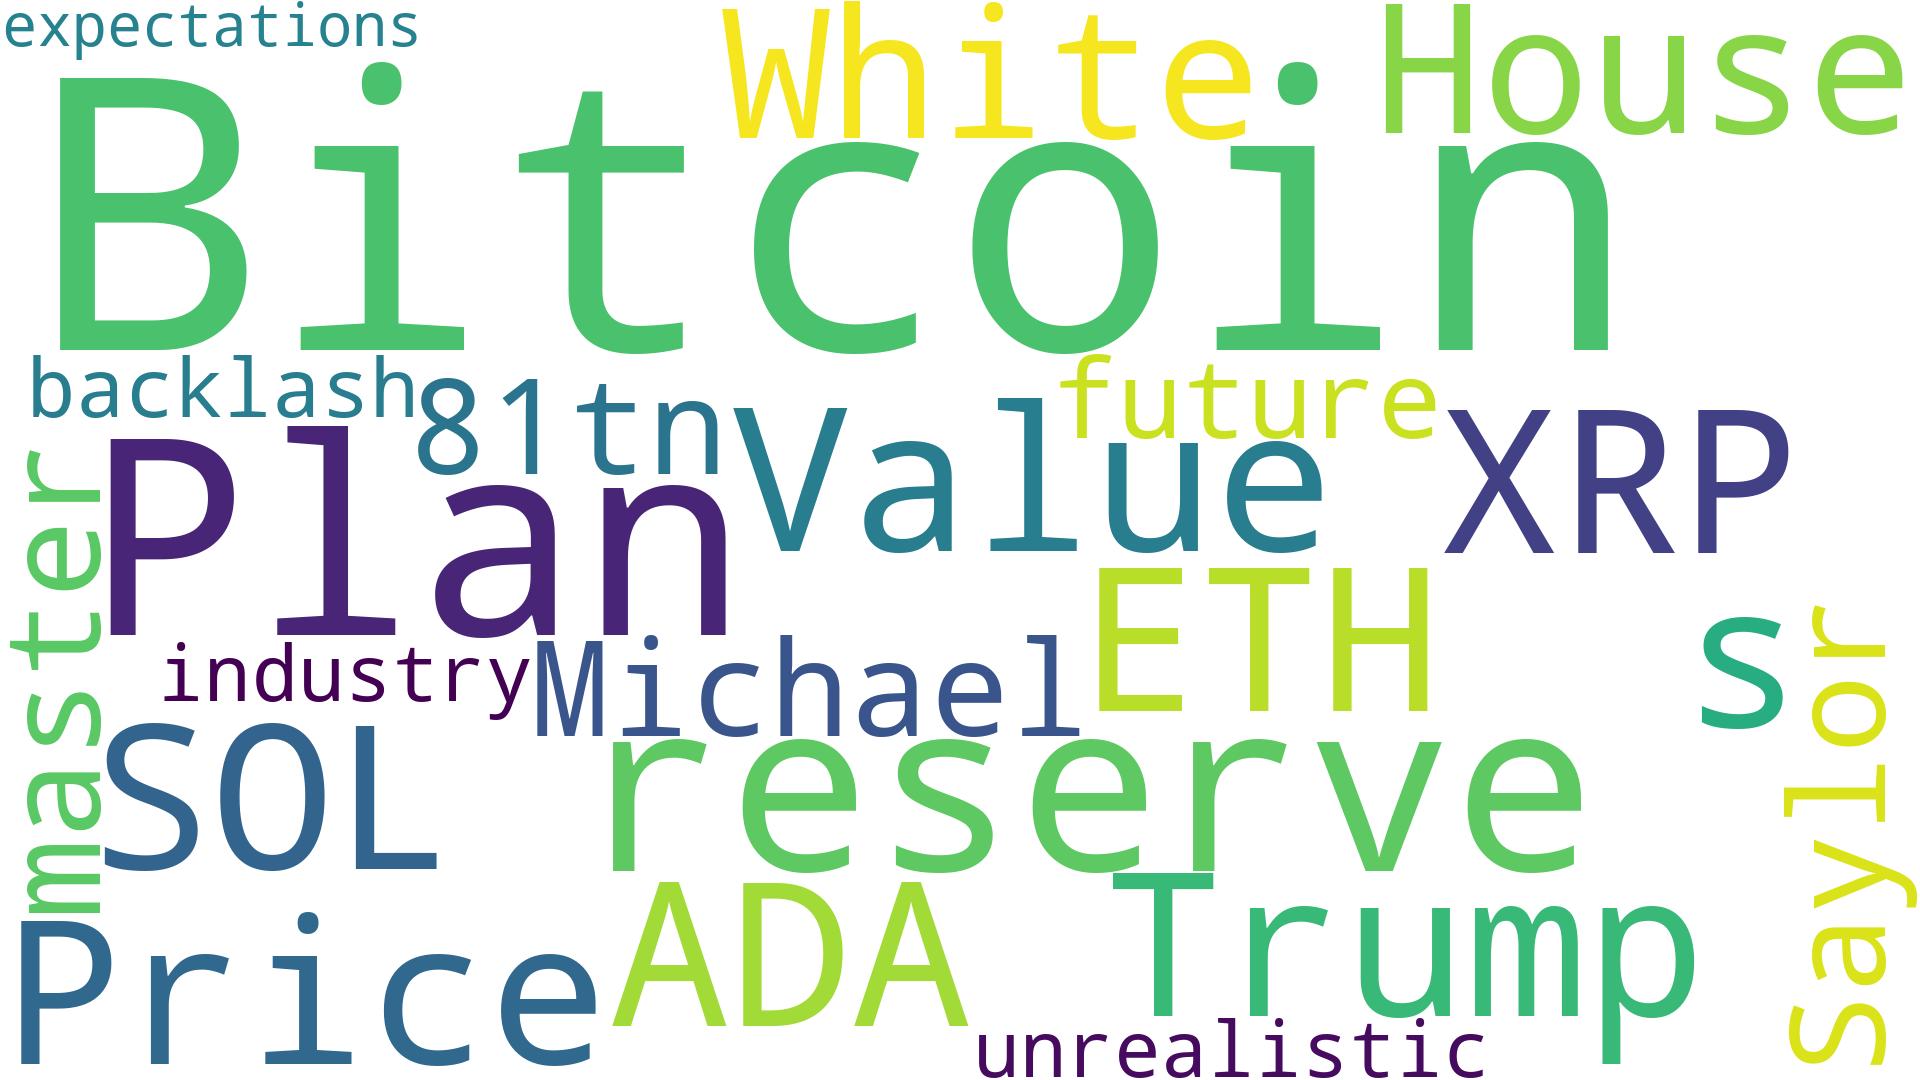 expectations
White House
Bitcoin
backlash
81tn
future
Value
XRP
Plan
master
ETH
s
industry
Michael
Saylor
SOL
reserve
Trump
ADA
Price
unrealistic